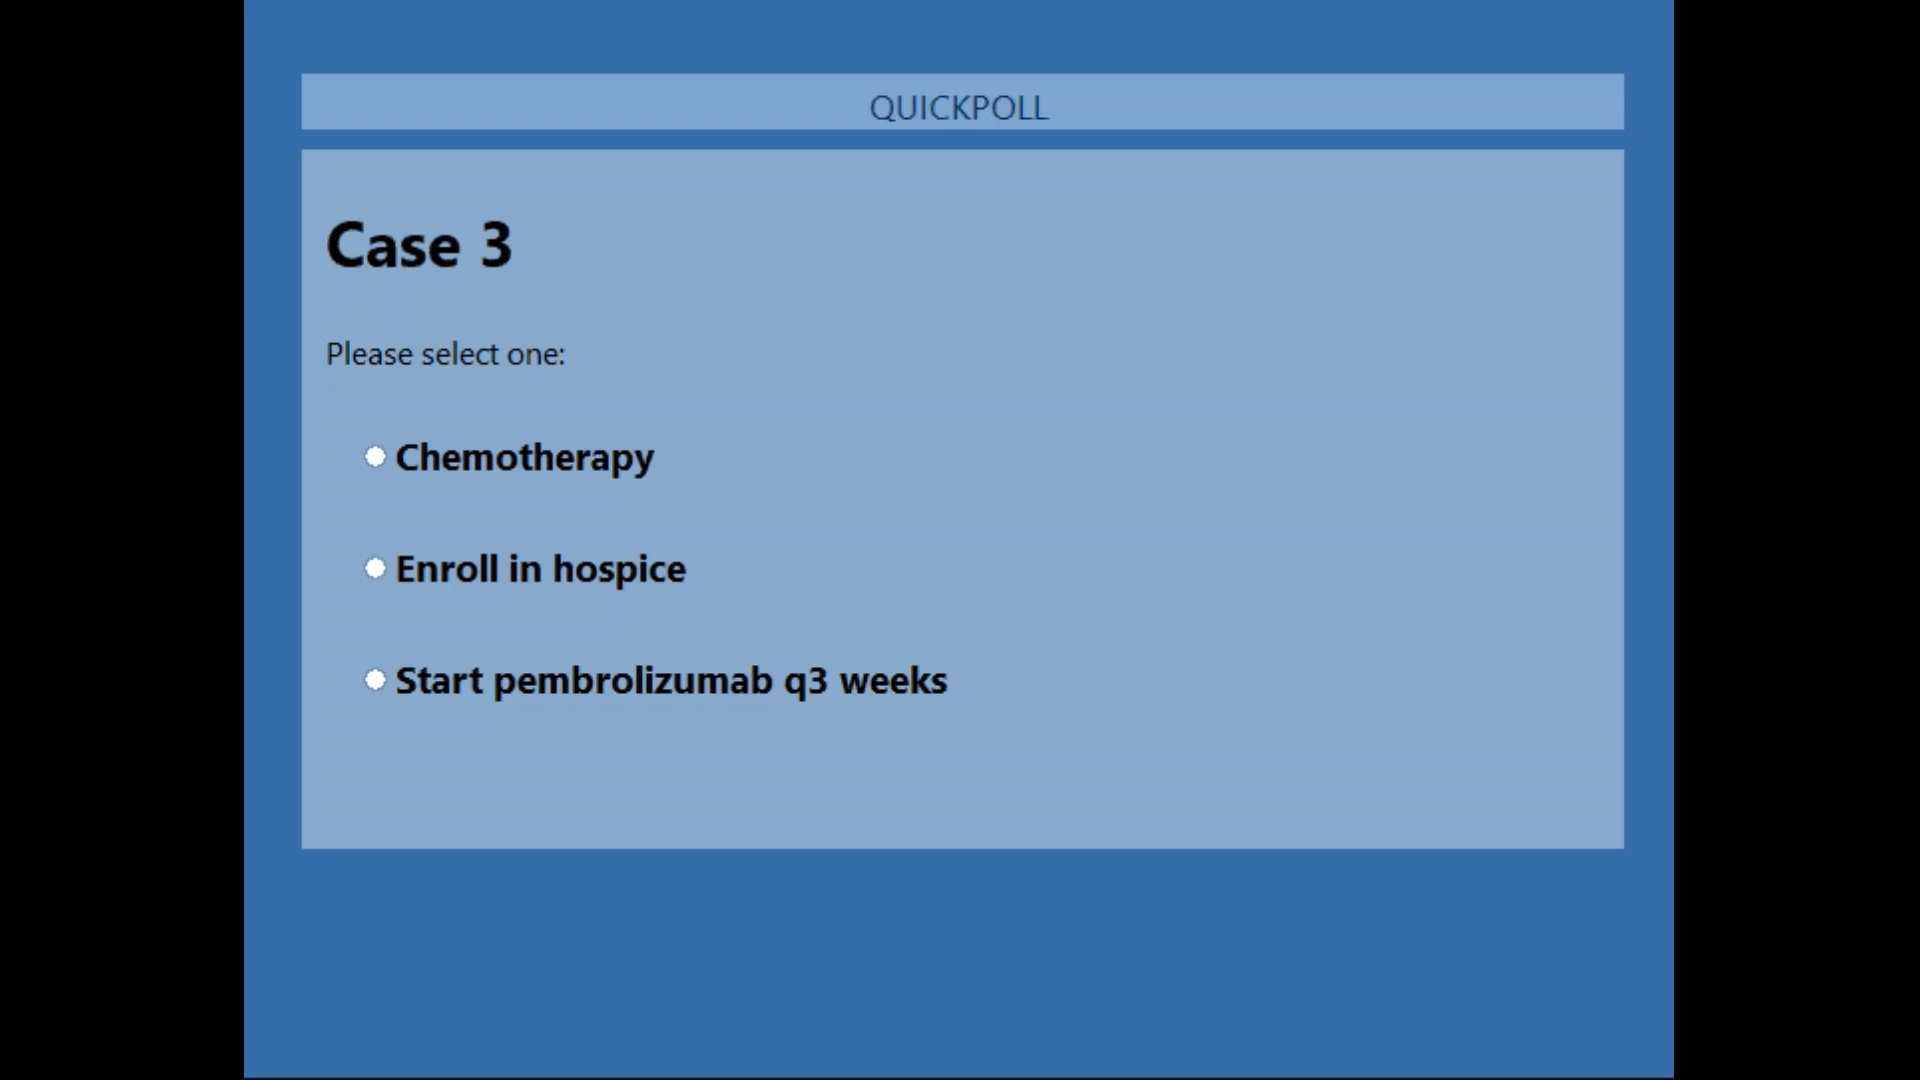 QUICKPOLL
Case 3
Please select one:
Chemotherapy
Enroll in hospice
Start pembrolizumab q3 weeks